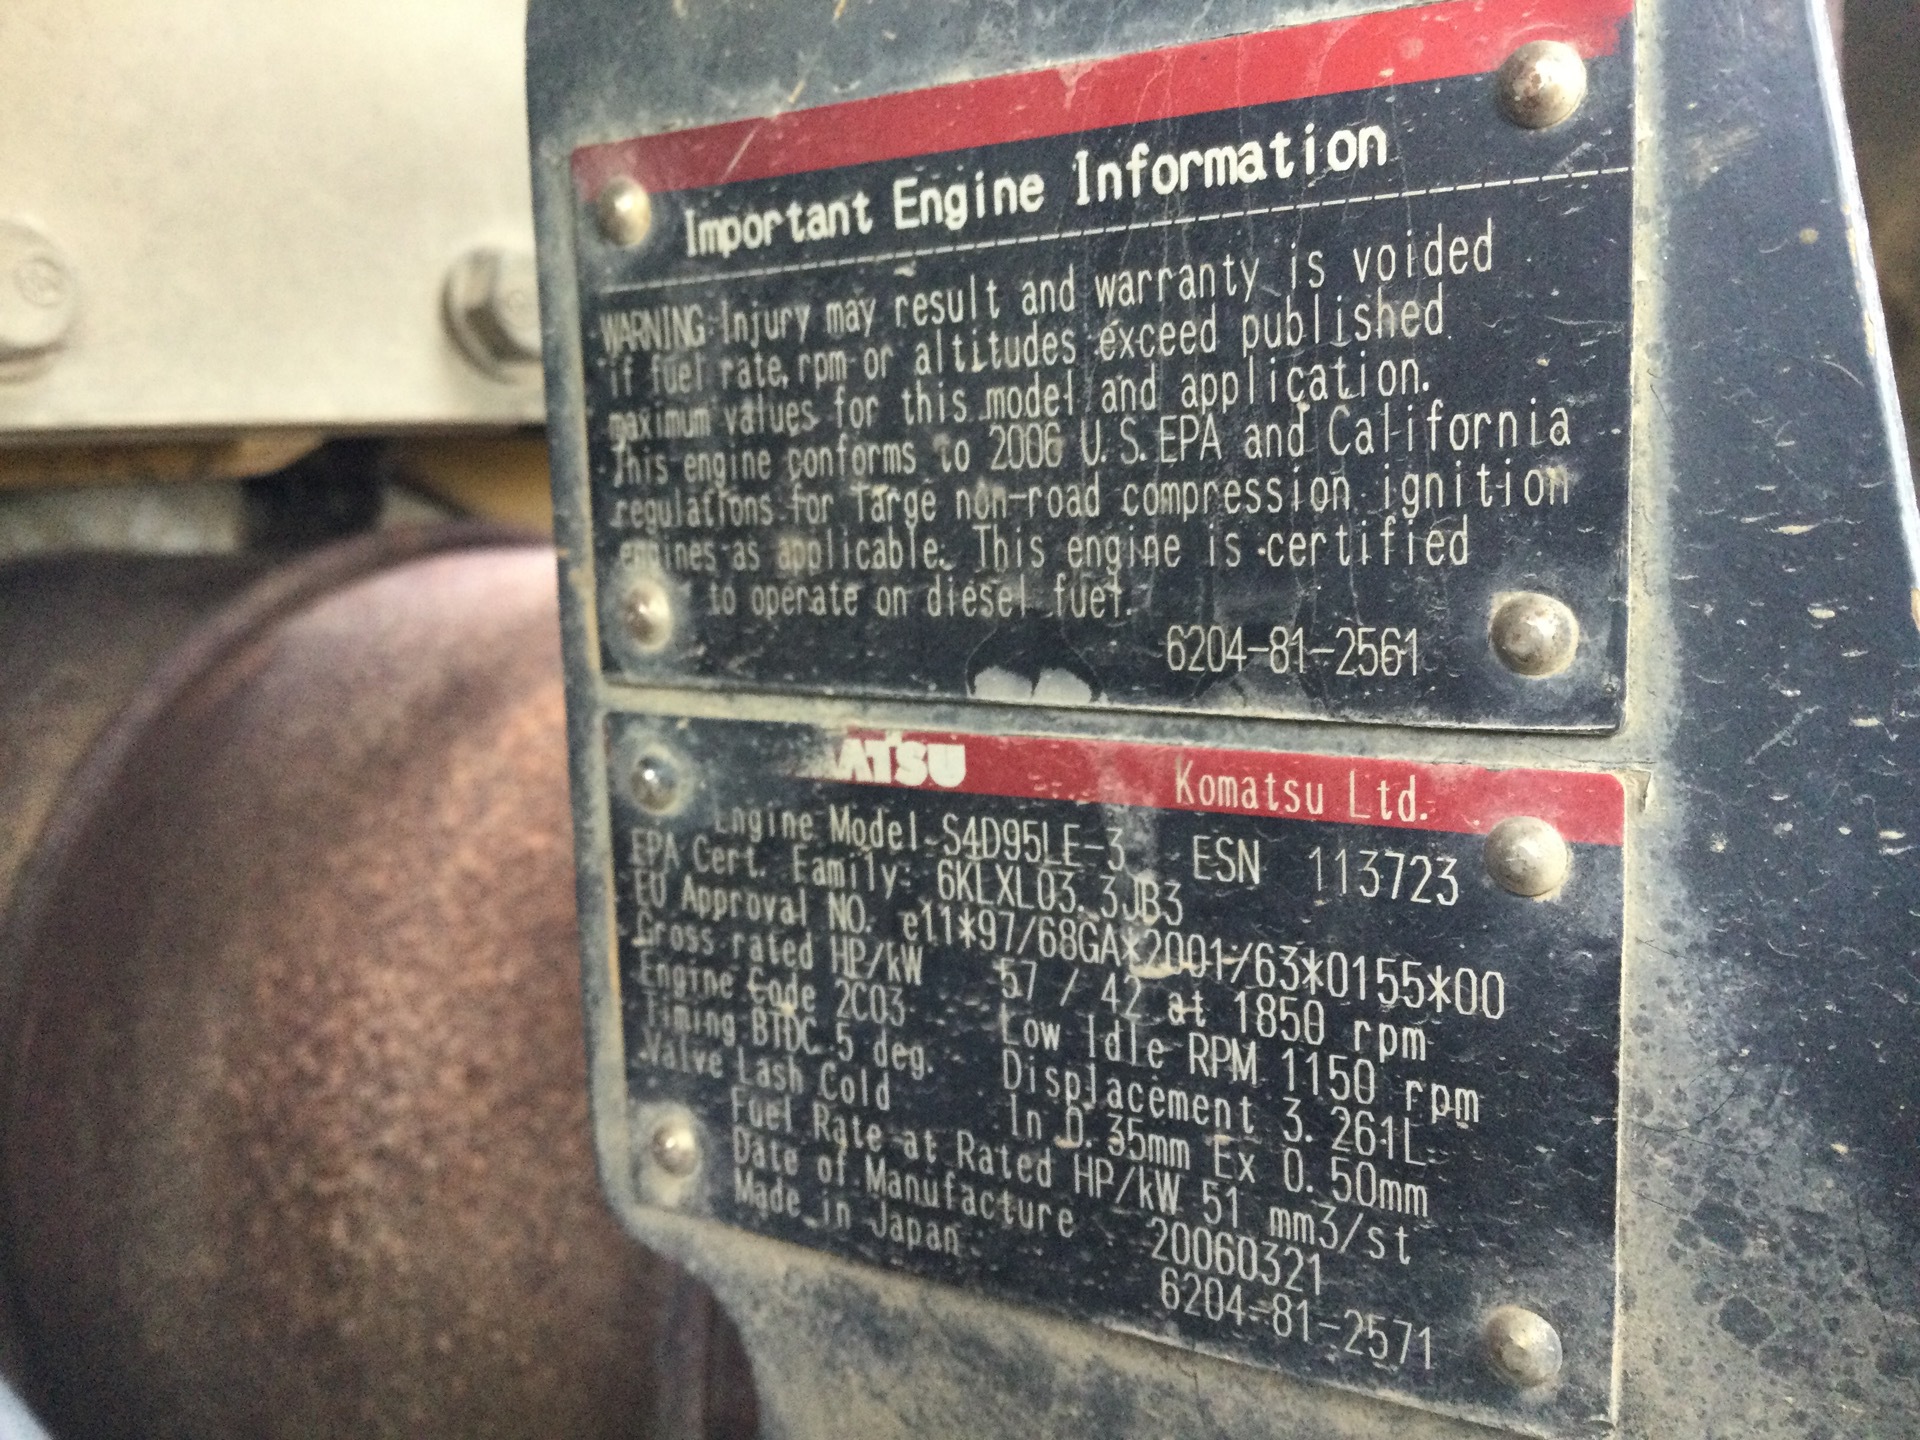 Important Engine Information
WARNING Injury may result and warranty is voided
if fuel rate, rpm or altitudes exceed published
maximum values for this model and application.
This engine conforms to 2006 U.S.EPA and California
regulations for large non-road compression ignition
engines as applicable. This engine is certified
to operate on diesel fuel.
6204-81-2561
ATSU Komatsu Ltd.
Engine Model S4D95LE-3 ESN 113723
EPA Cert. Family: 6KLXL03.3JB3
EU Approval NO. e11*97/68GA*2001/63*0155*00
Gross rated HP/kW 57 / 42 at 1850 rpm
Engine Code 2C03 Low Idle RPM 1150 rpm
Timing BTDC 5 deg. Displacement 3.261L
Valve Lash Cold In 0.35mm Ex 0.50mm
Fuel Rate at Rated HP/kW 51 mm3/st
Date of Manufacture 20060321
Made in Japan 6204-81-2571